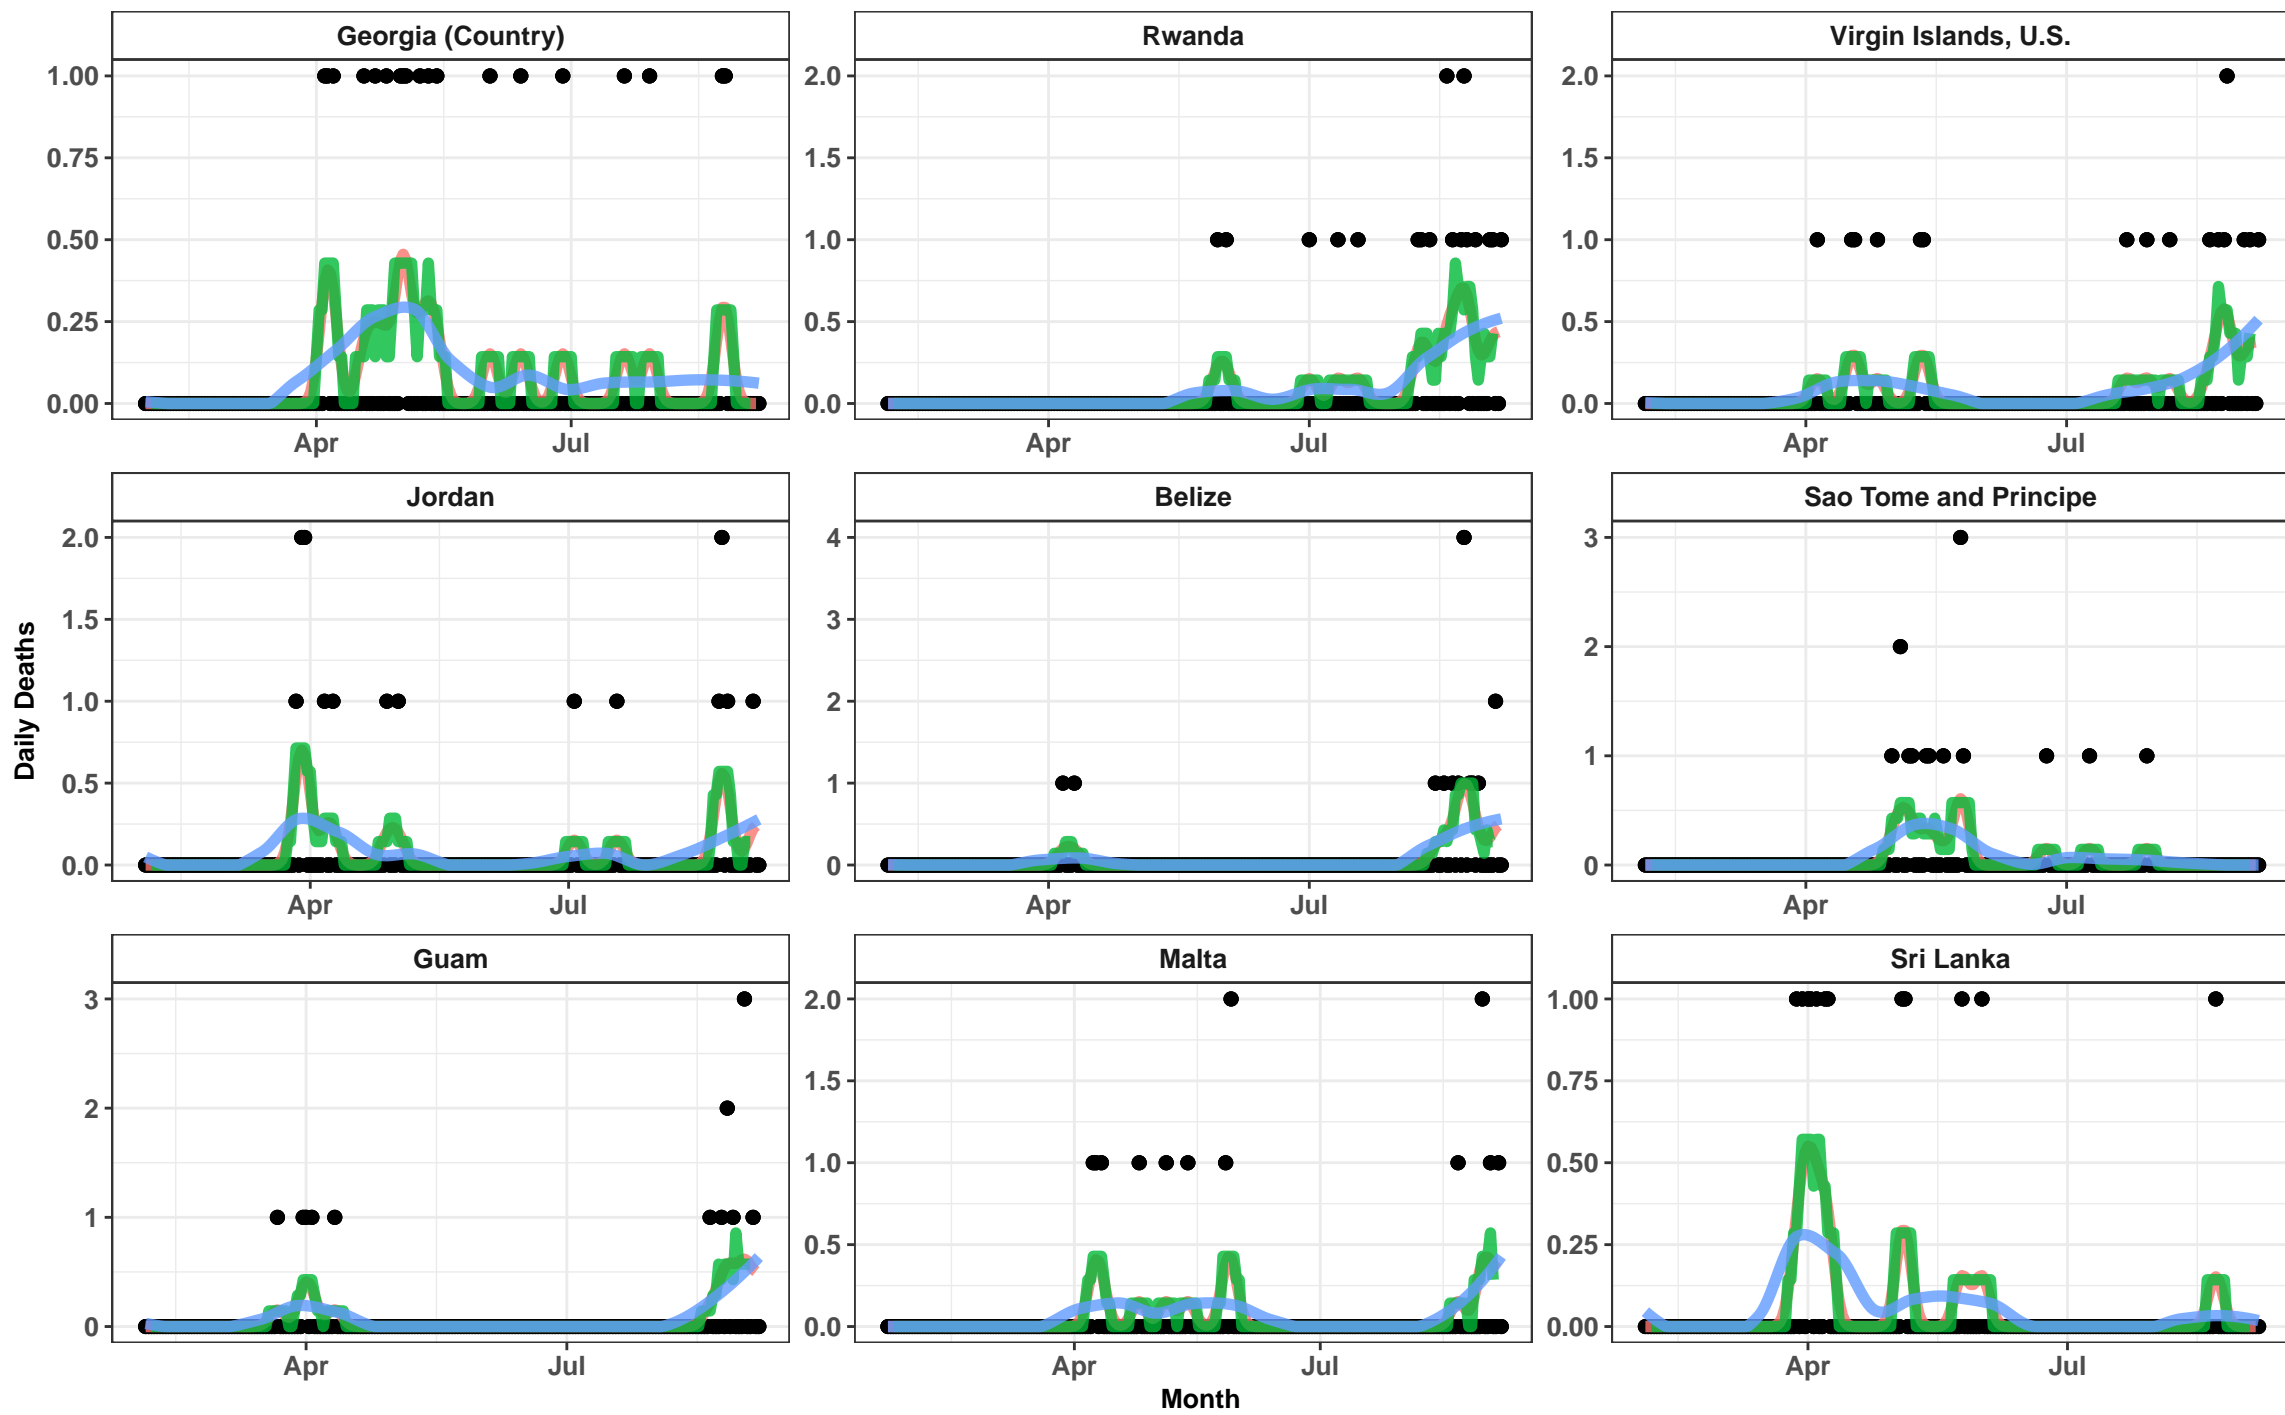 Georgia (Country)
Rwanda
Virgin Islands, U.S.
1.00
0.75
0.50
0.25
0.00
Apr
Jul
2.0
1.5
1.0
0.5
0.0
Apr
Jul
2.0
1.5
1.0
0.5
0.0
Apr
Jul
Jordan
Belize
Sao Tome and Principe
2.0
1.5
1.0
0.5
0.0
Apr
Jul
4
3
2
1
0
Apr
Jul
3
2
1
0
Apr
Jul
Daily Deaths
Guam
Malta
Sri Lanka
3
2
1
0
Apr
Jul
2.0
1.5
1.0
0.5
0.0
Apr
Jul
1.00
0.75
0.50
0.25
0.00
Apr
Jul
Month